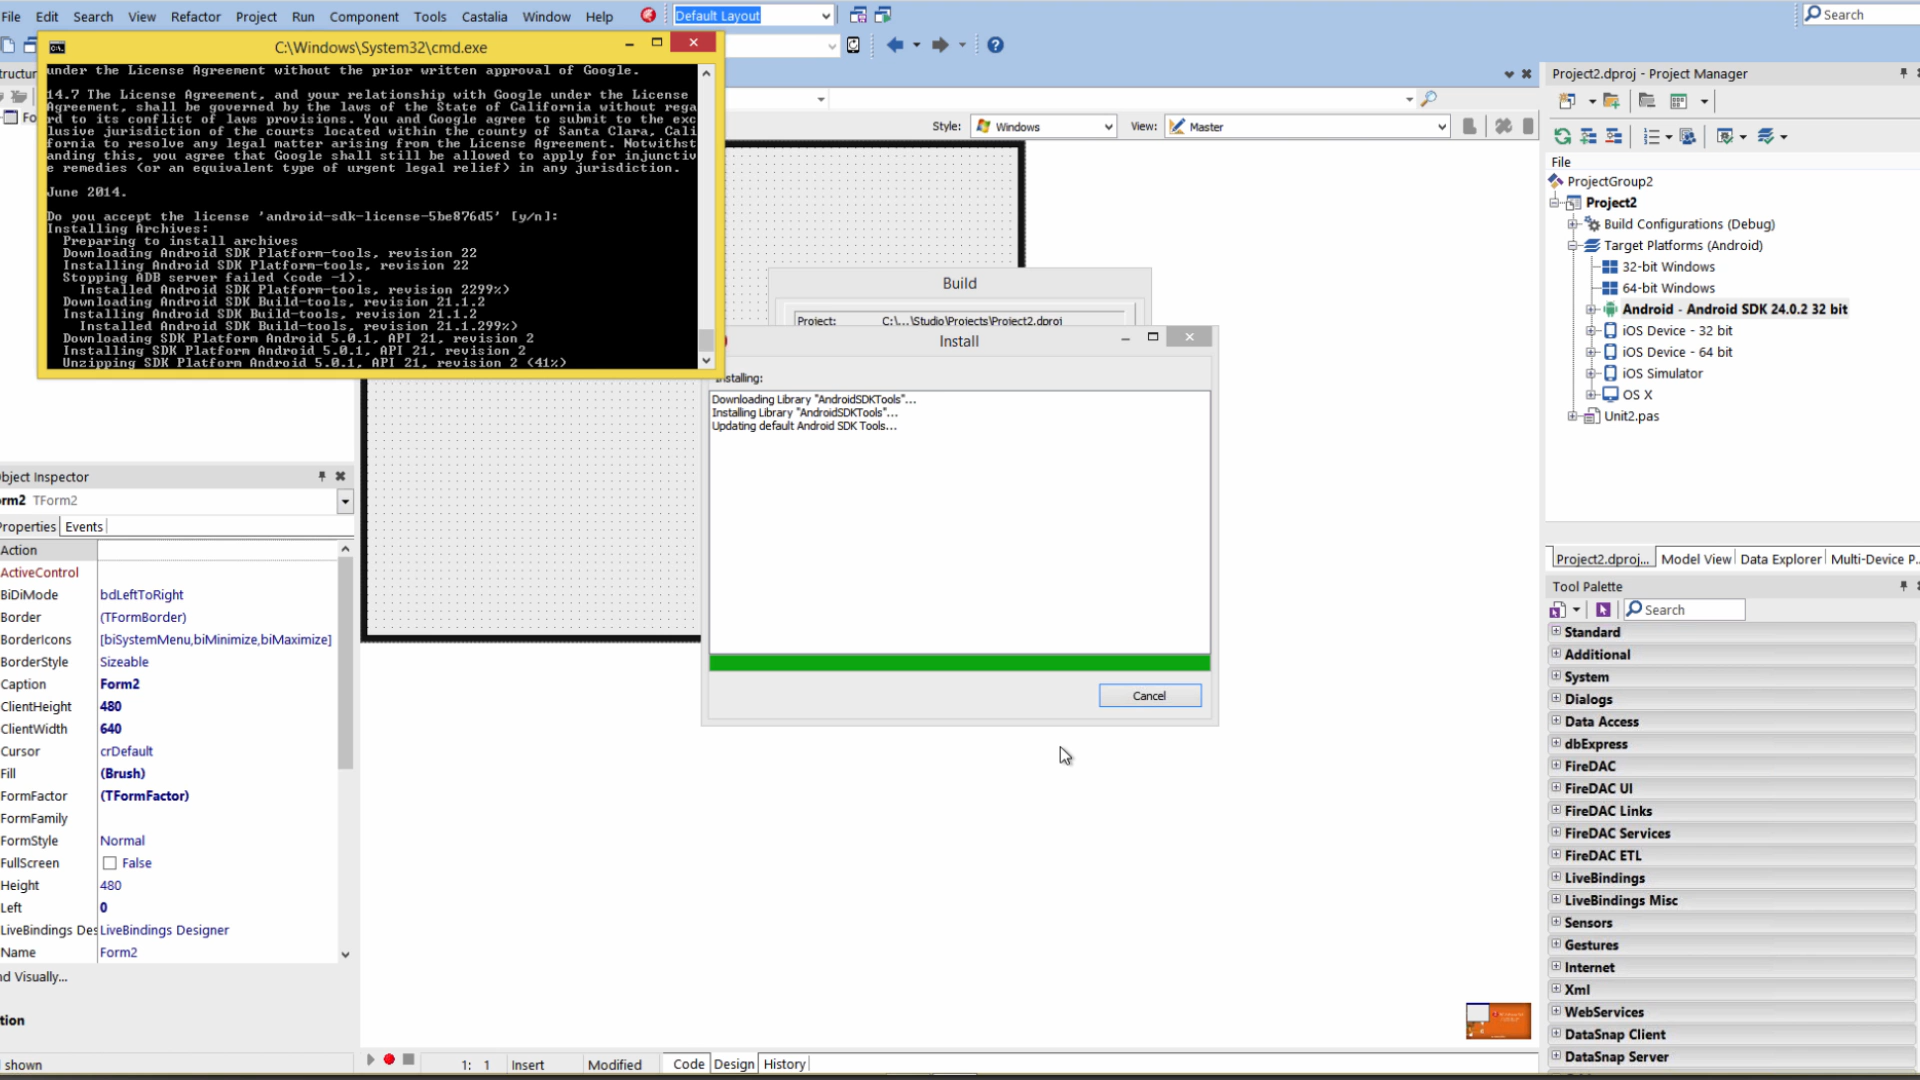 File Edit Search View Refactor Project Run Component Tools Castalia Window Help
Default Layout
Search
C:\Windows\System32\cmd.exe
under the License Agreement without the prior written approval of Google.
14.7 The License Agreement, and your relationship with Google under the License
Agreement, shall be governed by the laws of the State of California without rega
rd to its conflict of laws provisions. You and Google agree to submit to the exc
lusive jurisdiction of the courts located within the county of Santa Clara, Cali
fornia to resolve any legal matter arising from the License Agreement. Notwithst
anding this, you agree that Google shall still be allowed to apply for injunctiv
e remedies (or an equivalent type of urgent legal relief) in any jurisdiction.
June 2014.
Do you accept the license 'android-sdk-license-5be876d5' [y/n]:
Installing Archives:
Preparing to install archives
Downloading Android SDK Platform-tools, revision 22
Installing Android SDK Platform-tools, revision 22
Stopping ADB server failed (code -1).
Installed Android SDK Platform-tools, revision 2299%)
Downloading Android SDK Build-tools, revision 21.1.2
Installing Android SDK Build-tools, revision 21.1.2
Installed Android SDK Build-tools, revision 21.1.299%)
Downloading SDK Platform Android 5.0.1, API 21, revision 2
Installing SDK Platform Android 5.0.1, API 21, revision 2
Unzipping SDK Platform Android 5.0.1, API 21, revision 2 (41%)
Style: Windows View: Master
Build
Project: C:\...\Studio\Projects\Project2.dproj
Install
Installing:
Downloading Library "AndroidSDKTools"...
Installing Library "AndroidSDKTools"...
Updating default Android SDK Tools...
Cancel
Object Inspector
rm2 TForm2
Properties Events
Action
ActiveControl
BiDiMode bdLeftToRight
Border (TFormBorder)
BorderIcons [biSystemMenu,biMinimize,biMaximize]
BorderStyle Sizeable
Caption Form2
ClientHeight 480
ClientWidth 640
Cursor crDefault
Fill (Brush)
FormFactor (TFormFactor)
FormFamily
FormStyle Normal
FullScreen False
Height 480
Left 0
LiveBindings Des LiveBindings Designer
Name Form2
nd Visually...
tion
shown
1: 1 Insert Modified Code Design History
Project2.dproj - Project Manager
File
ProjectGroup2
Project2
Build Configurations (Debug)
Target Platforms (Android)
32-bit Windows
64-bit Windows
Android - Android SDK 24.0.2 32 bit
iOS Device - 32 bit
iOS Device - 64 bit
iOS Simulator
OS X
Unit2.pas
Project2.dproj... Model View Data Explorer Multi-Device P...
Tool Palette
Search
Standard
Additional
System
Dialogs
Data Access
dbExpress
FireDAC
FireDAC UI
FireDAC Links
FireDAC Services
FireDAC ETL
LiveBindings
LiveBindings Misc
Sensors
Gestures
Internet
Xml
WebServices
DataSnap Client
DataSnap Server